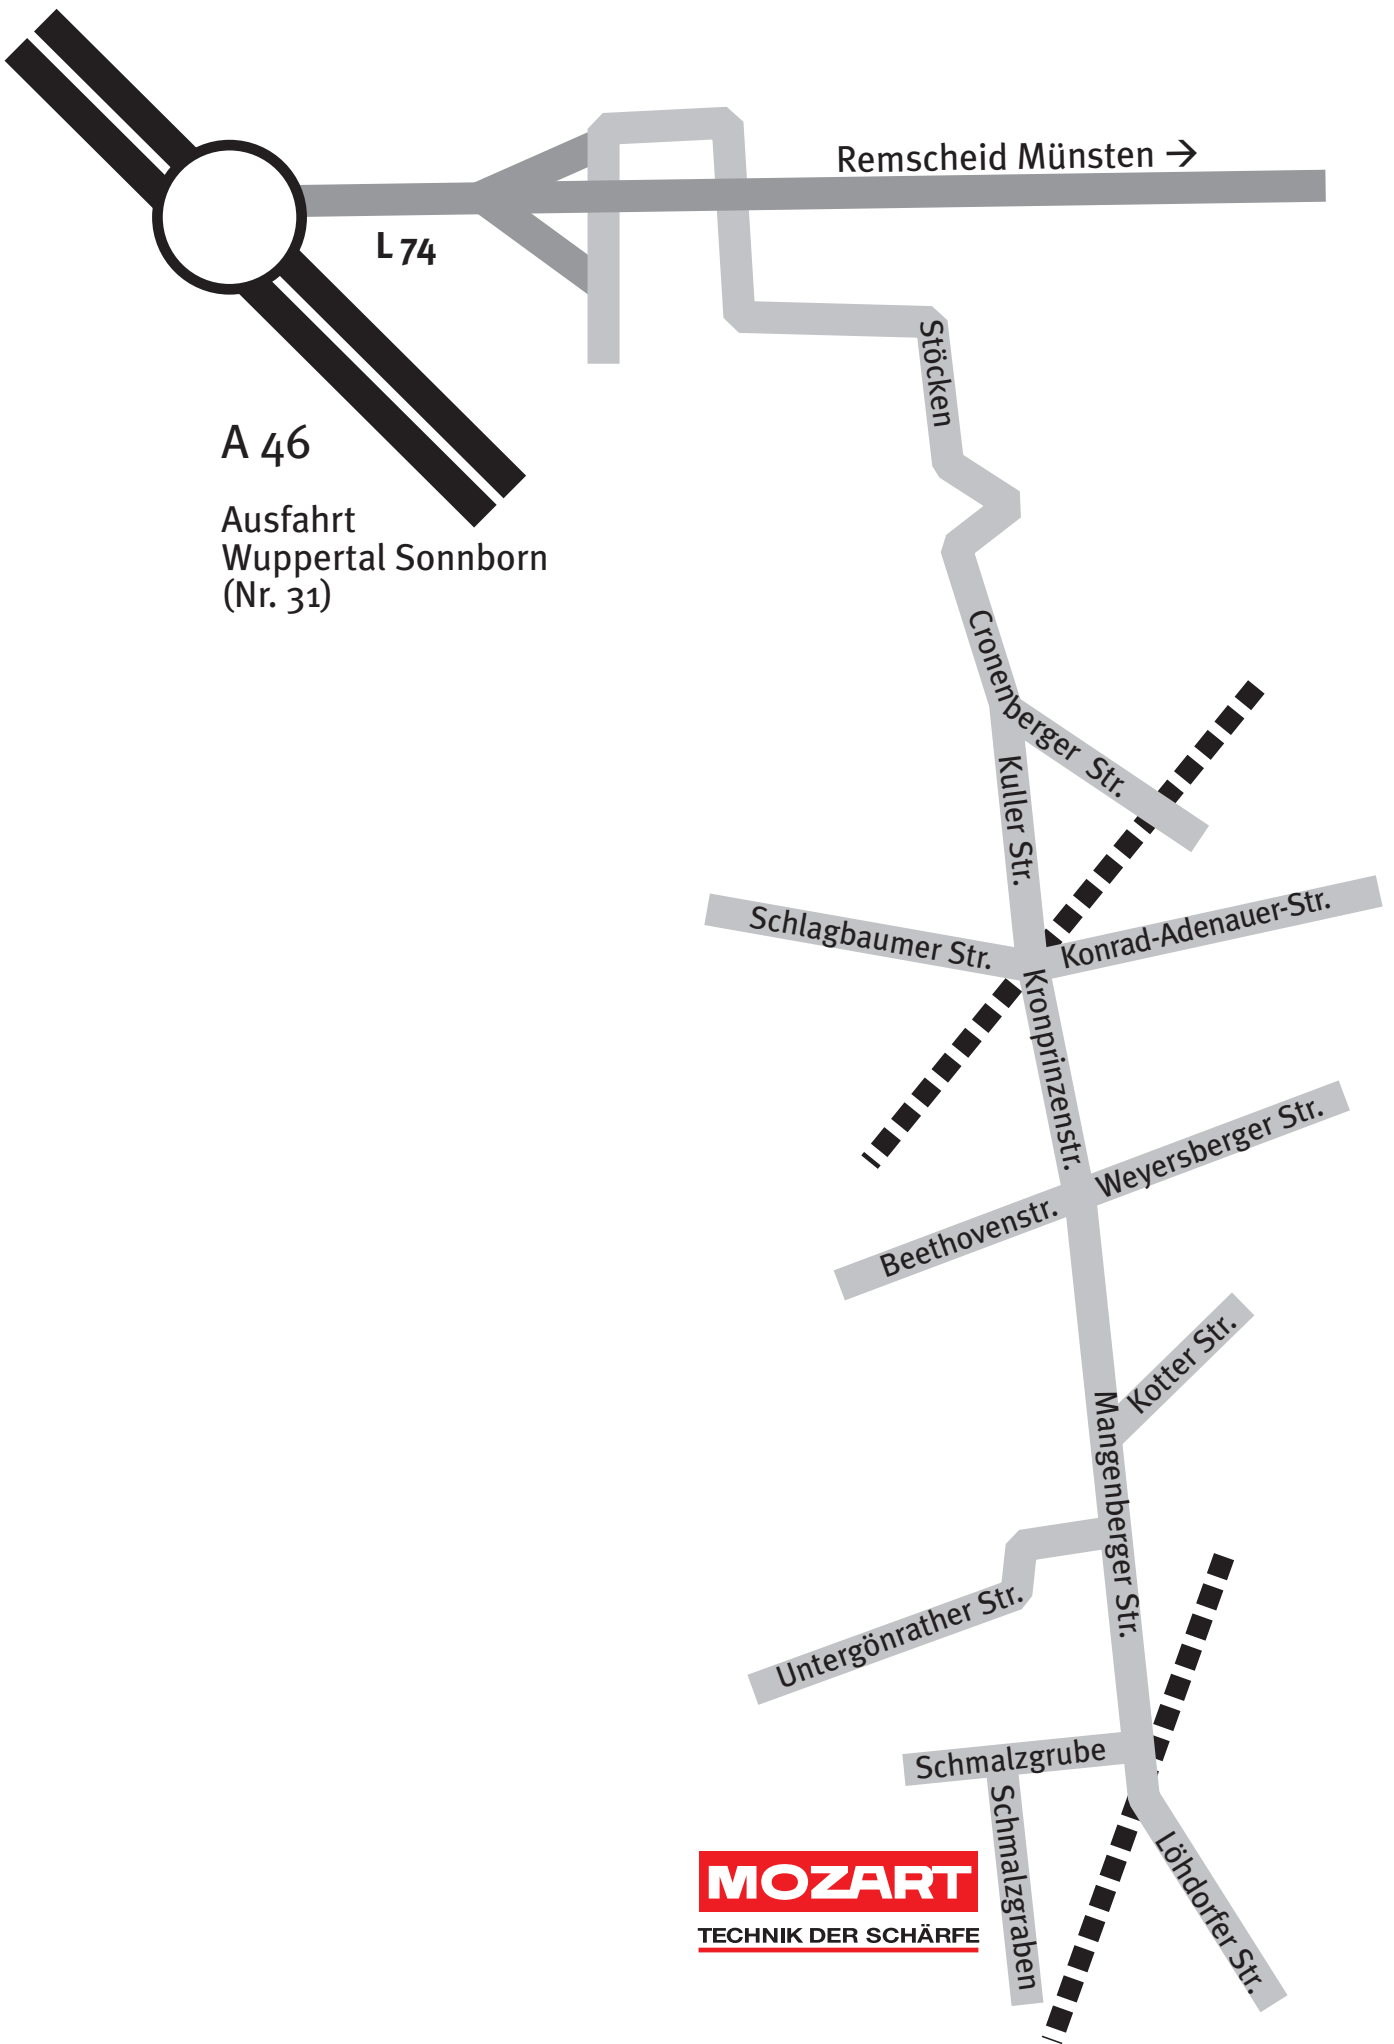 Remscheid Münsten →
L 74
Stöcken
A 46
Ausfahrt
Wuppertal Sonnborn
(Nr. 31)
Cronenberger Str.
Kuller Str.
Schlagbaumer Str.
Konrad-Adenauer-Str.
Kronprinzenstr.
Weyersberger Str.
Beethovenstr.
Kotter Str.
Mangenberger Str.
Untergönrather Str.
Schmalzgrube
Schmalzgraben
Löhdorfer Str.
MOZART
TECHNIK DER SCHÄRFE